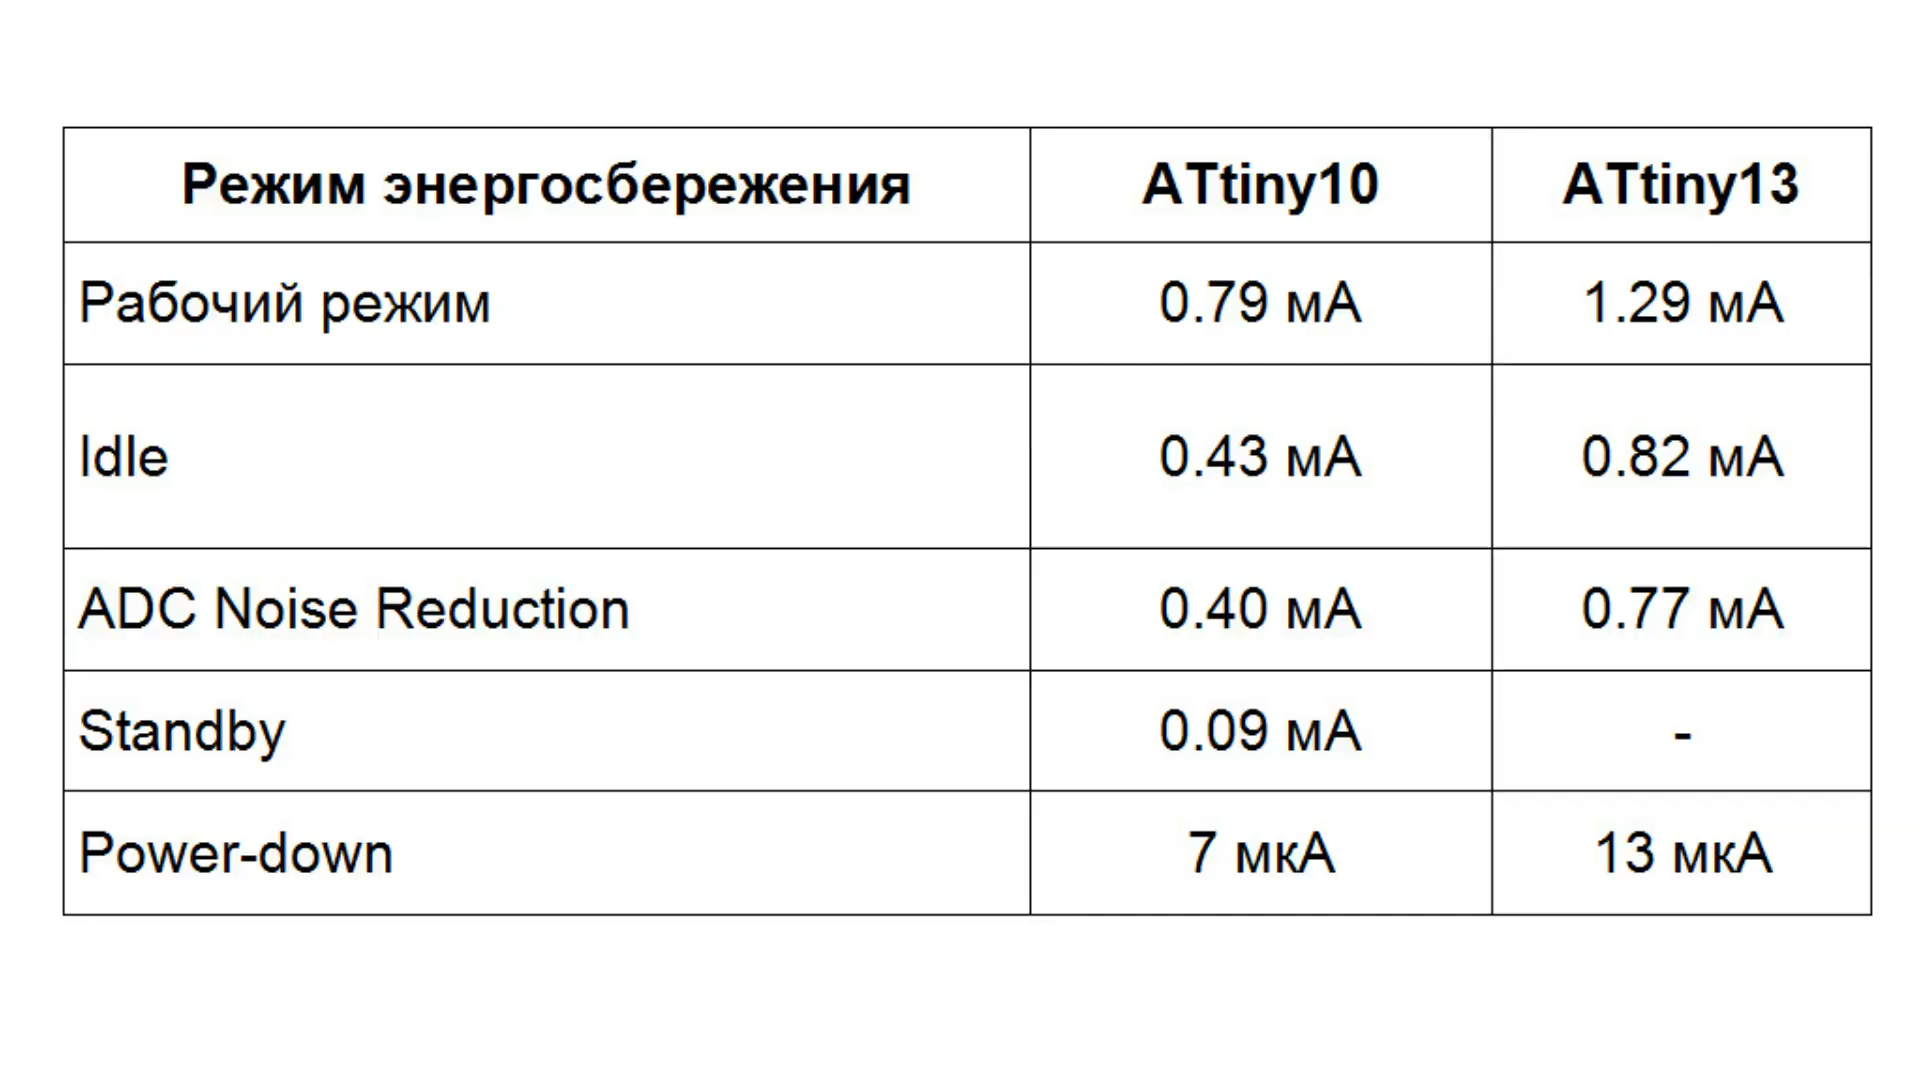 Режим энергосбережения ATtiny10 ATtiny13
Рабочий режим 0.79 мА 1.29 мА
Idle 0.43 мА 0.82 мА
ADC Noise Reduction 0.40 мА 0.77 мА
Standby 0.09 мА -
Power-down 7 мкА 13 мкА